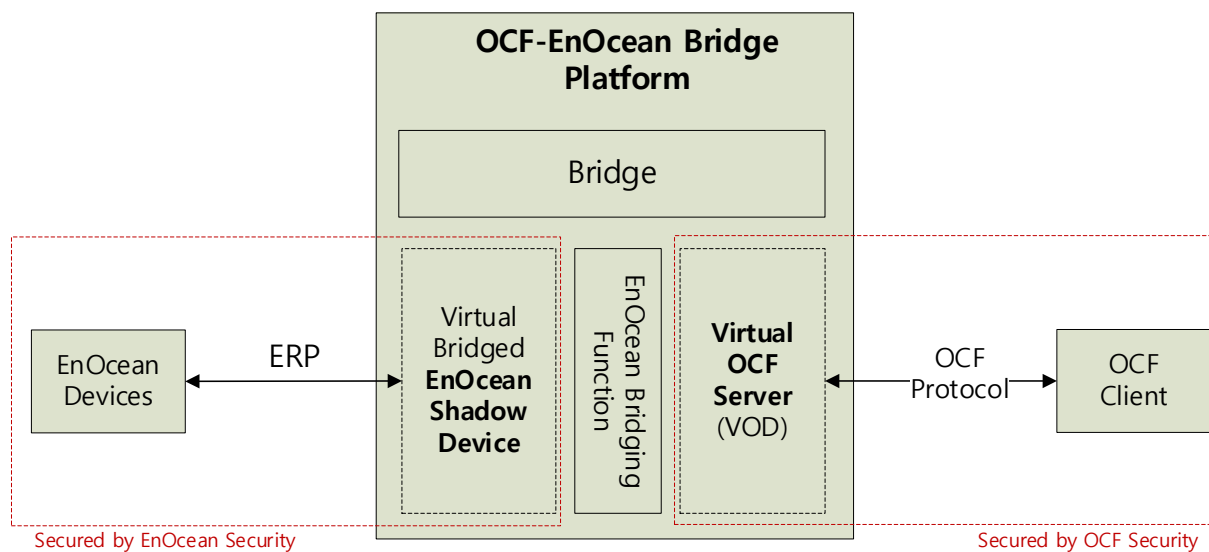 OCF-EnOcean Bridge
Platform
Bridge
EnOcean
Devices
ERP
Virtual
Bridged
EnOcean
Shadow
Device
EnOcean Bridging
Function
Virtual
OCF
Server
(VOD)
OCF
Protocol
OCF
Client
Secured by EnOcean Security
Secured by OCF Security